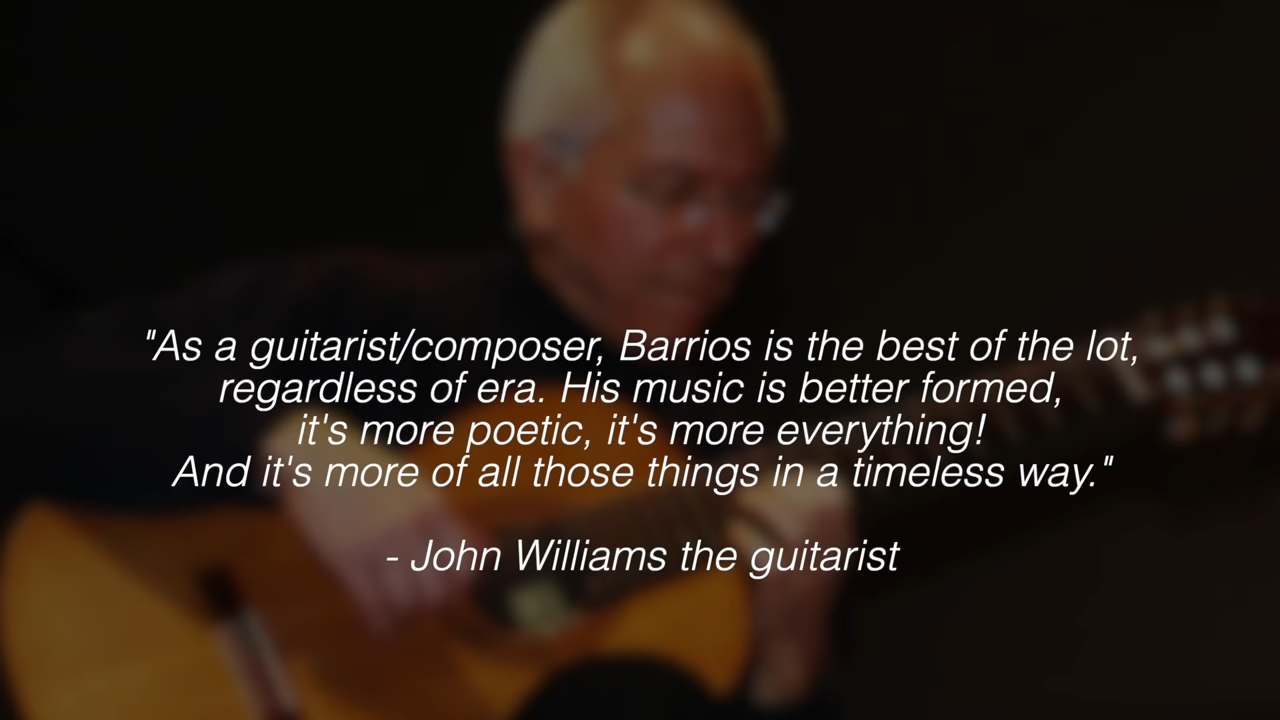 "As a guitarist/composer, Barrios is the best of the lot,
regardless of era. His music is better formed,
it's more poetic, it's more everything!
And it's more of all those things in a timeless way."
- John Williams the guitarist